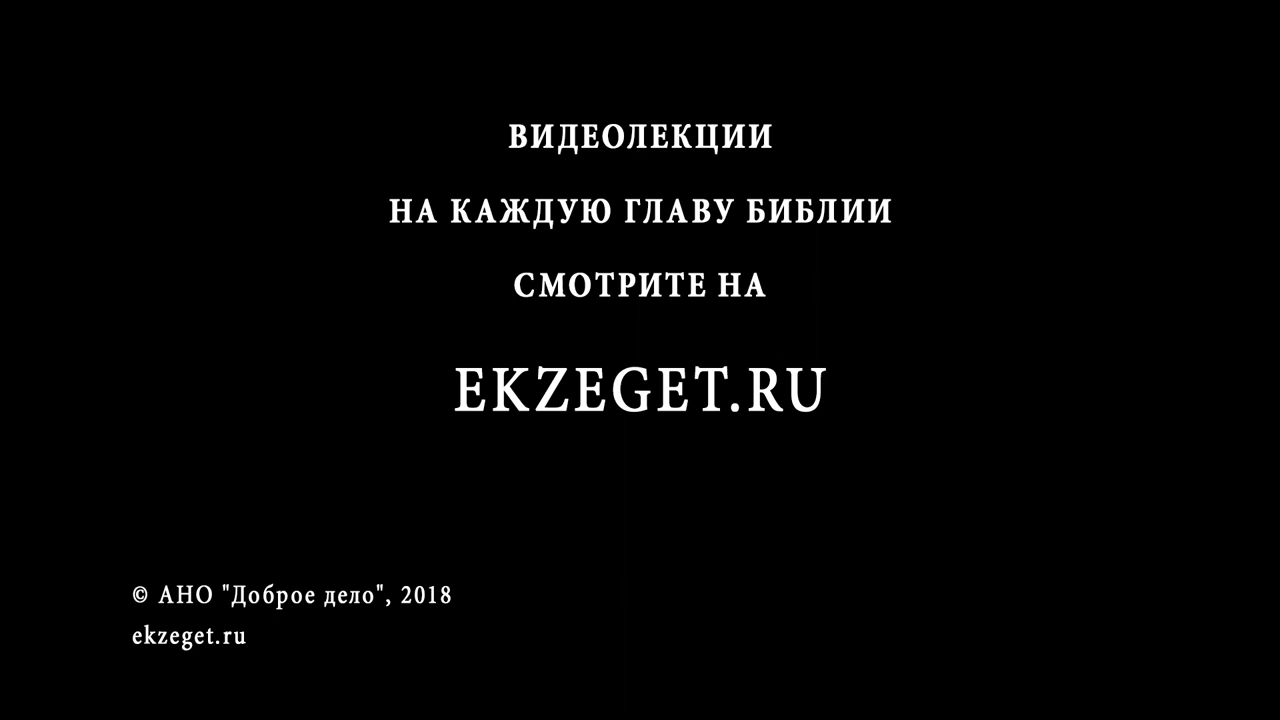 ВИДЕОЛЕКЦИИ
НА КАЖДУЮ ГЛАВУ БИБЛИИ
СМОТРИТЕ НА
EKZEGET.RU
© АНО "Доброе дело", 2018
ekzeget.ru